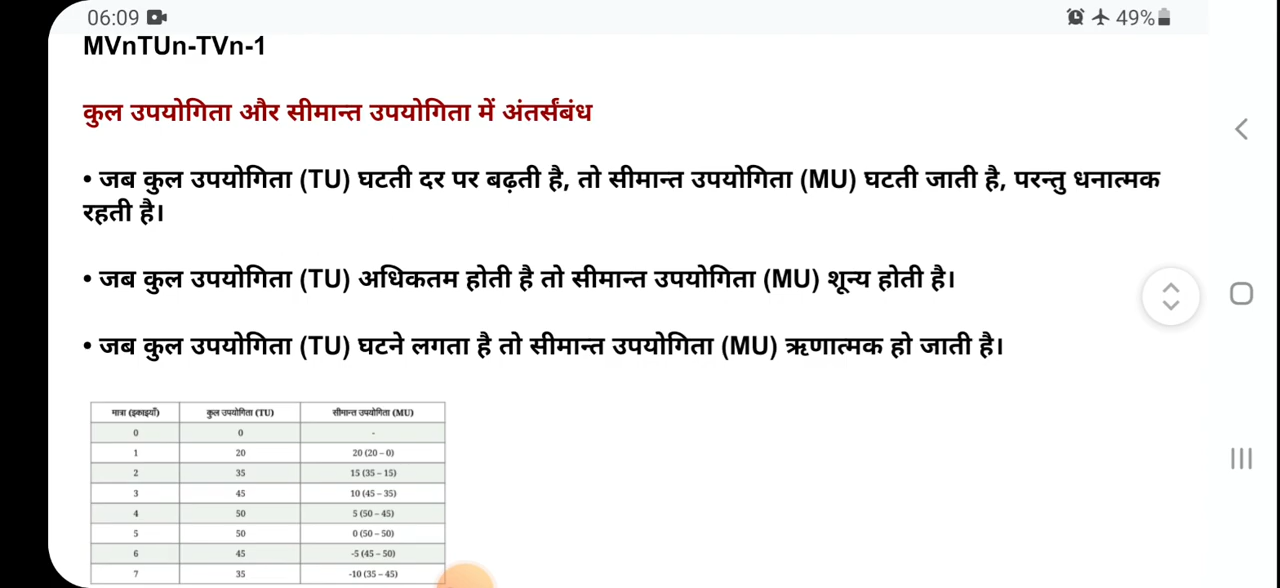 06:09
49%
MVnTUn-TVn-1
कुल उपयोगिता और सीमान्त उपयोगिता में अंतर्संबंध
• जब कुल उपयोगिता (TU) घटती दर पर बढ़ती है, तो सीमान्त उपयोगिता (MU) घटती जाती है, परन्तु धनात्मक
रहती है।
• जब कुल उपयोगिता (TU) अधिकतम होती है तो सीमान्त उपयोगिता (MU) शून्य होती है।
• जब कुल उपयोगिता (TU) घटने लगता है तो सीमान्त उपयोगिता (MU) ऋणात्मक हो जाती है।
मात्रा (इकाइयाँ) कुल उपयोगिता (TU) सीमान्त उपयोगिता (MU)
0 0 -
1 20 20 (20 – 0)
2 35 15 (35 – 15)
3 45 10 (45 – 35)
4 50 5 (50 – 45)
5 50 0 (50 – 50)
6 45 -5 (45 – 50)
7 35 -10 (35 – 45)